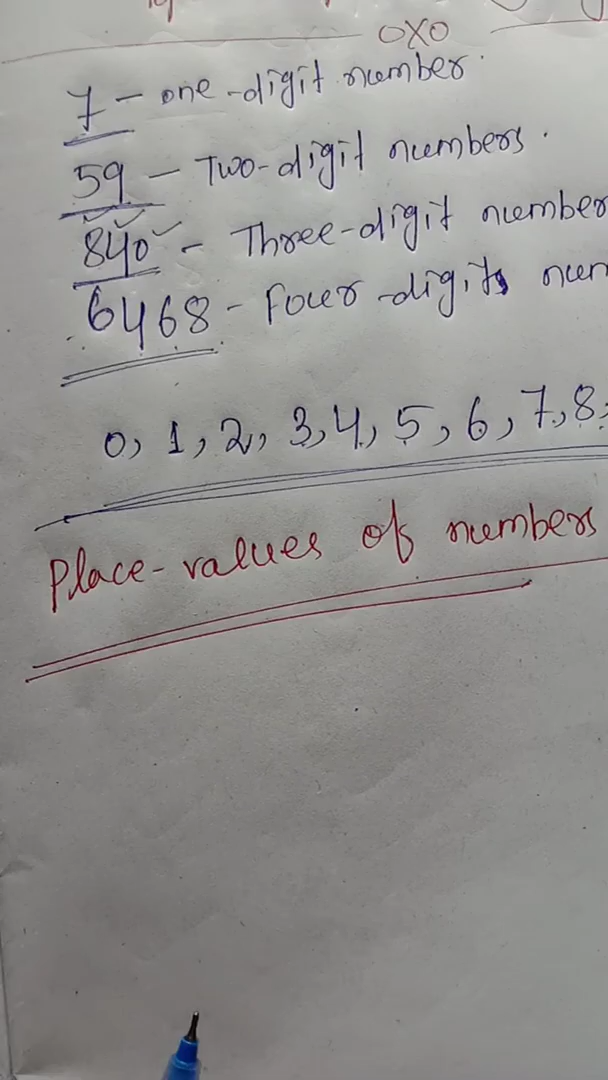 OXO
7 - one-digit number.
59 - Two-digit numbers.
840 - Three-digit number
6468 - Four-digits num
0, 1, 2, 3, 4, 5, 6, 7, 8,
Place-values of numbers